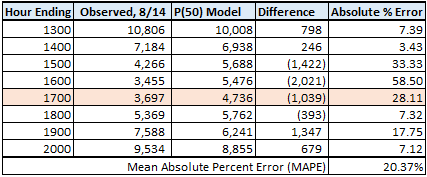 Hour Ending Observed, 8/14 P(50) Model Difference Absolute % Error
1300 10,806 10,008 798 7.39
1400 7,184 6,938 246 3.43
1500 4,266 5,688 (1,422) 33.33
1600 3,455 5,476 (2,021) 58.50
1700 3,697 4,736 (1,039) 28.11
1800 5,369 5,762 (393) 7.32
1900 7,588 6,241 1,347 17.75
2000 9,534 8,855 679 7.12
Mean Absolute Percent Error (MAPE) 20.37%